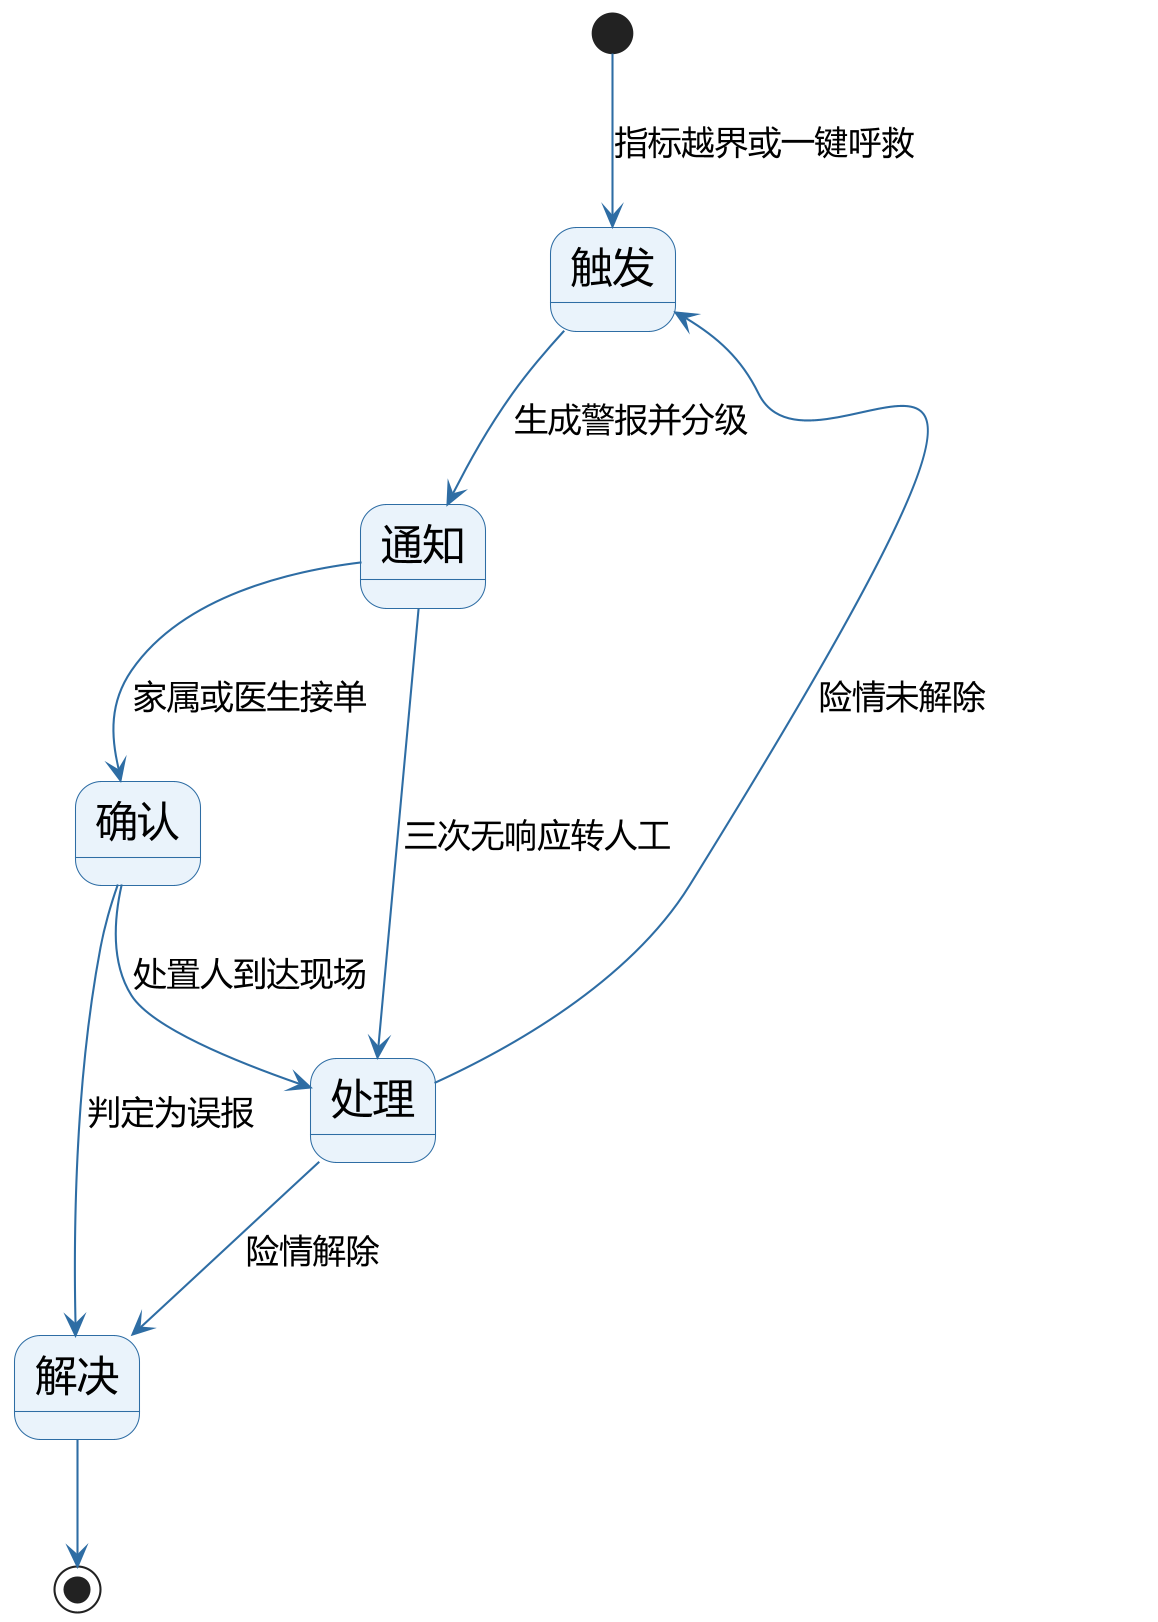 指标越界或一键呼救
触发
生成警报并分级
通知
家属或医生接单
险情未解除
确认
三次无响应转人工
处置人到达现场
处理
判定为误报
险情解除
解决